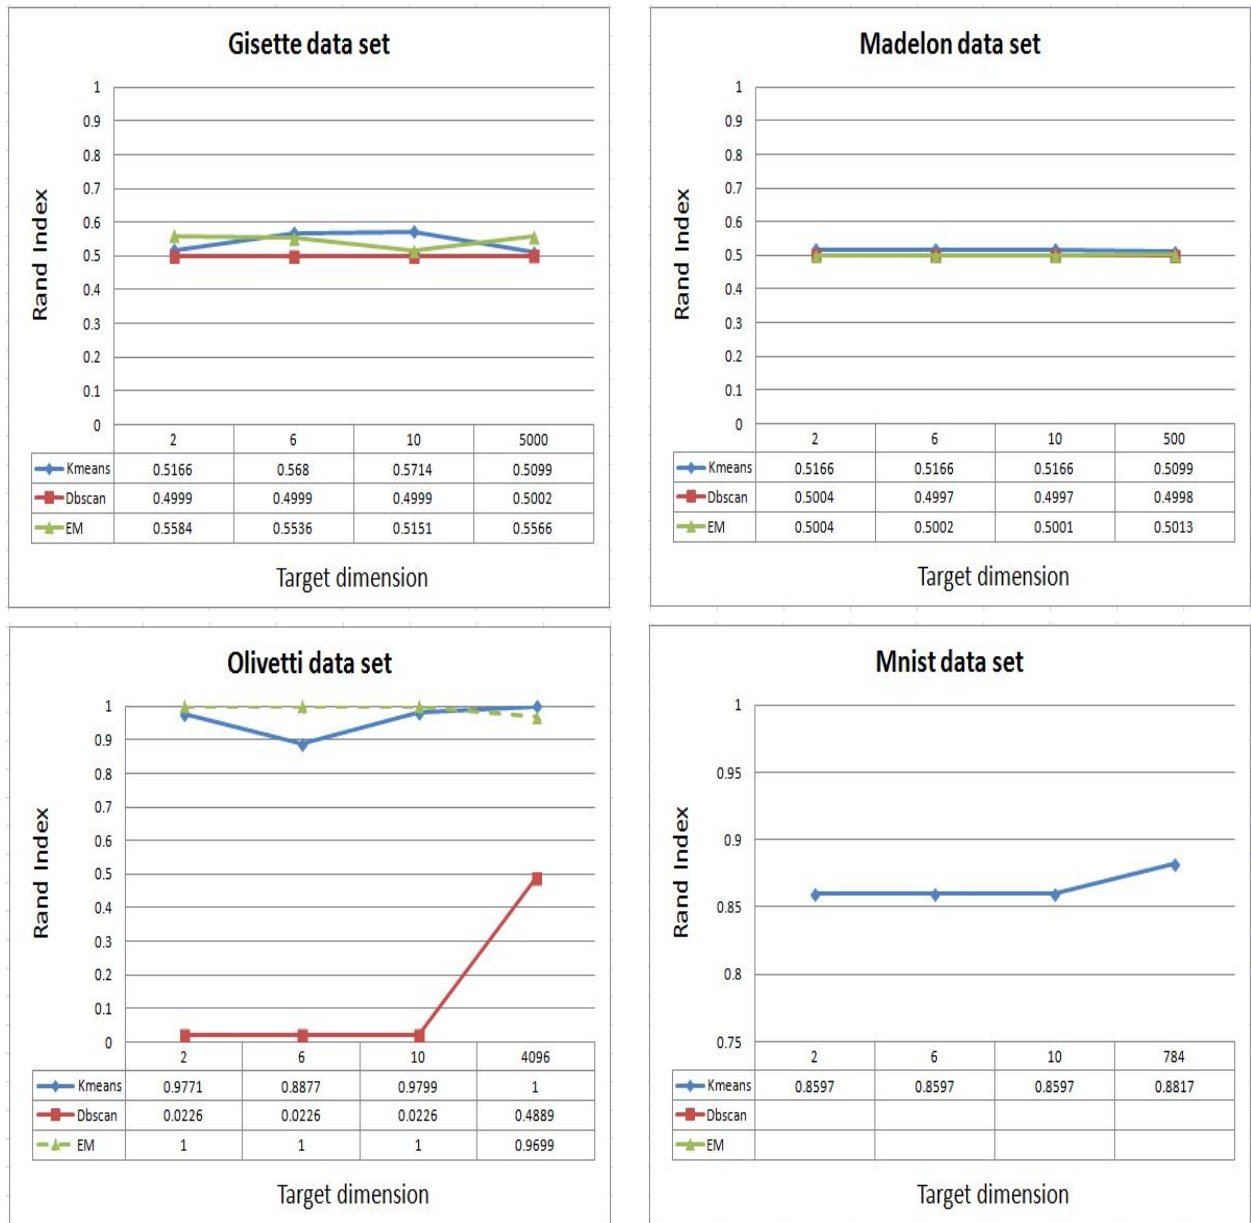 Gisette data set
1
0.9
0.8
0.7
0.6
0.5
0.4
0.3
0.2
0.1
0
Rand Index
2 6 10 5000
Kmeans 0.5166 0.568 0.5714 0.5099
Dbscan 0.4999 0.4999 0.4999 0.5002
EM 0.5584 0.5536 0.5151 0.5566
Target dimension
Madelon data set
1
0.9
0.8
0.7
0.6
0.5
0.4
0.3
0.2
0.1
0
Rand Index
2 6 10 500
Kmeans 0.5166 0.5166 0.5166 0.5099
Dbscan 0.5004 0.4997 0.4997 0.4998
EM 0.5004 0.5002 0.5001 0.5013
Target dimension
Olivetti data set
1
0.9
0.8
0.7
0.6
0.5
0.4
0.3
0.2
0.1
0
Rand Index
2 6 10 4096
Kmeans 0.9771 0.8877 0.9799 1
Dbscan 0.0226 0.0226 0.0226 0.4889
EM 1 1 1 0.9699
Target dimension
Mnist data set
1
0.95
0.9
0.85
0.8
0.75
Rand Index
2 6 10 784
Kmeans 0.8597 0.8597 0.8597 0.8817
Dbscan
EM
Target dimension